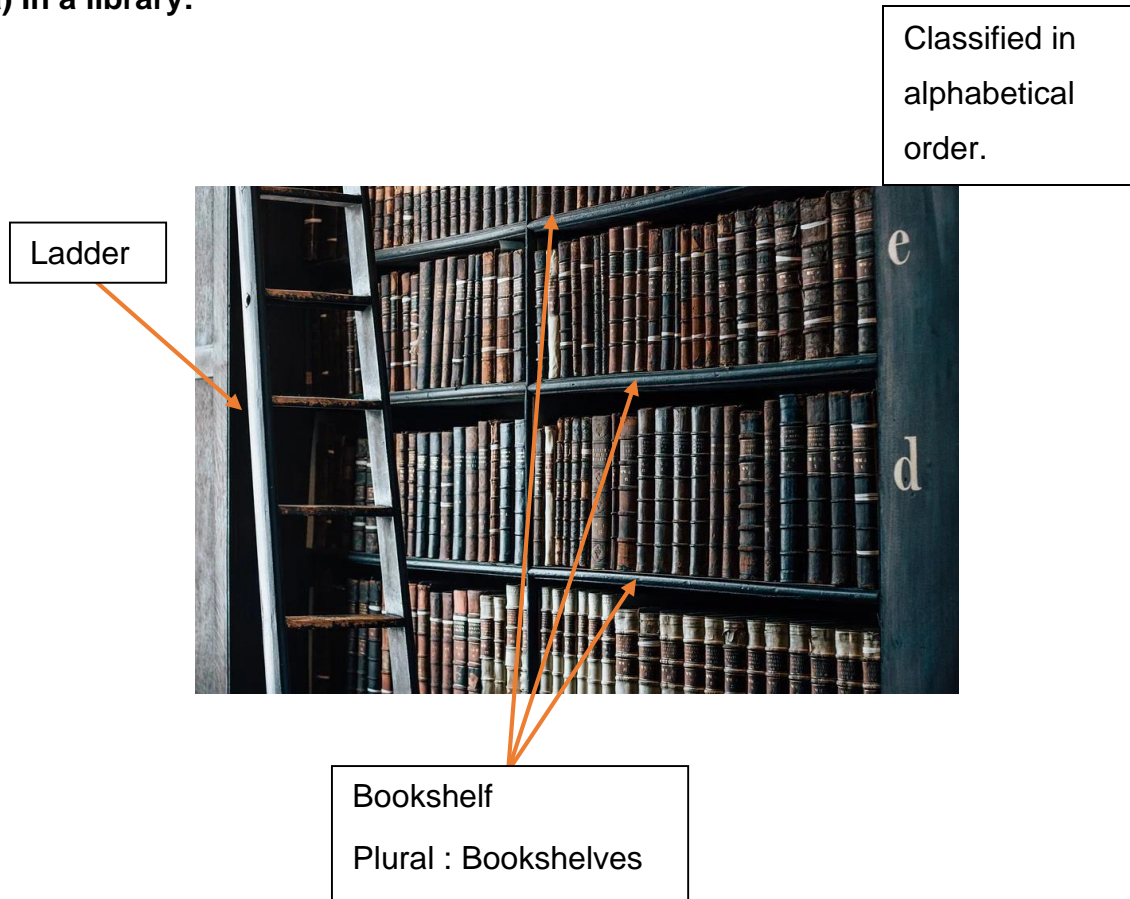 ) in a library:
Classified in
alphabetical
order.
Ladder
e
d
Bookshelf
Plural : Bookshelves